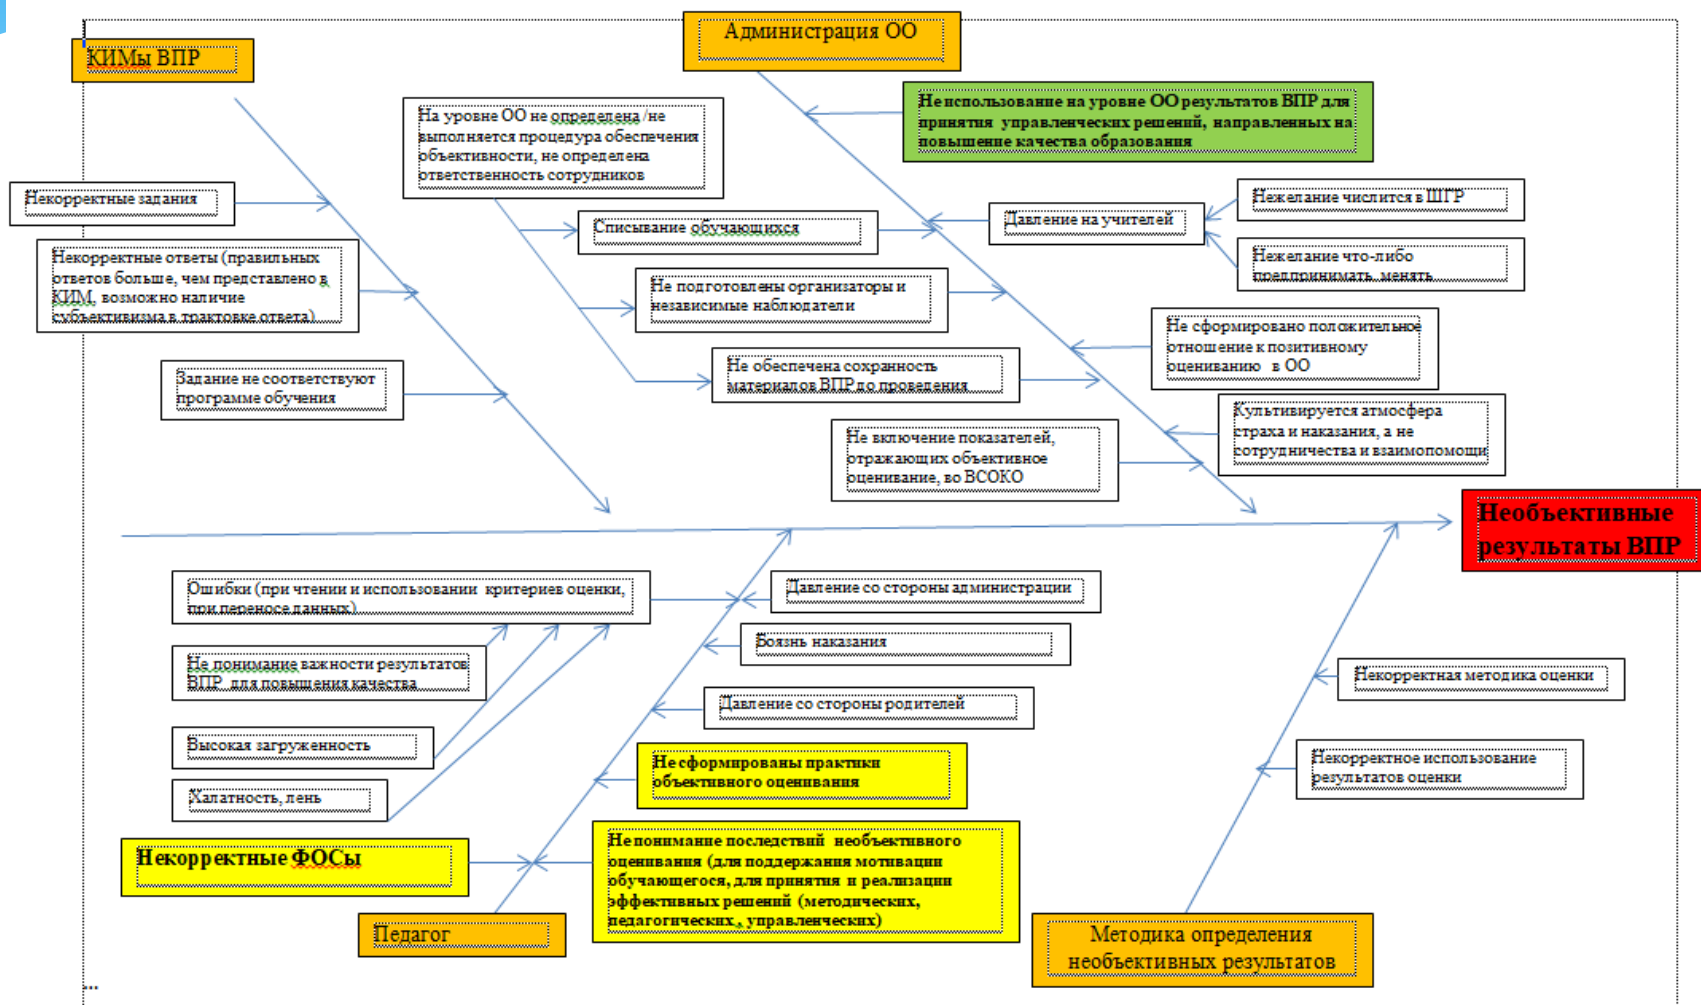 КИМы ВПР
Администрация ОО
Не использование на уровне ОО результатов ВПР для
принятия управленческих решений, направленных на
повышение качества образования
На уровне ОО не определена /не
выполняется процедура обеспечения
объективности, не определена
ответственность сотрудников
Некорректные задания
Списывание обучающихся
Давление на учителей
Нежелание числится в ШГР
Нежелание что-либо
предпринимать, менять
Некорректные ответы (правильных
ответов больше, чем представлено в
КИМ, возможно наличие
субъективизма в трактовке ответа)
Не подготовлены организаторы и
независимые наблюдатели
Не сформировано положительное
отношение к позитивному
оцениванию в ОО
Задание не соответствуют
программе обучения
Не обеспечена сохранность
материалов ВПР до проведения
Культивируется атмосфера
страха и наказания, а не
сотрудничества и взаимопомощи
Не включение показателей,
отражающих объективное
оценивание, во ВСОКО
Необъективные
результаты ВПР
Ошибки (при чтении и использовании критериев оценки,
при переносе данных)
Давление со стороны администрации
Боязнь наказания
Не понимание важности результатов
ВПР для повышения качества
Некорректная методика оценки
Давление со стороны родителей
Высокая загруженность
Не сформированы практики
объективного оценивания
Некорректное использование
результатов оценки
Халатность, лень
Некорректные ФОСы
Не понимание последствий необъективного
оценивания (для поддержания мотивации
обучающегося, для принятия и реализации
эффективных решений (методических,
педагогических, управленческих)
Педагог
Методика определения
необъективных результатов
...